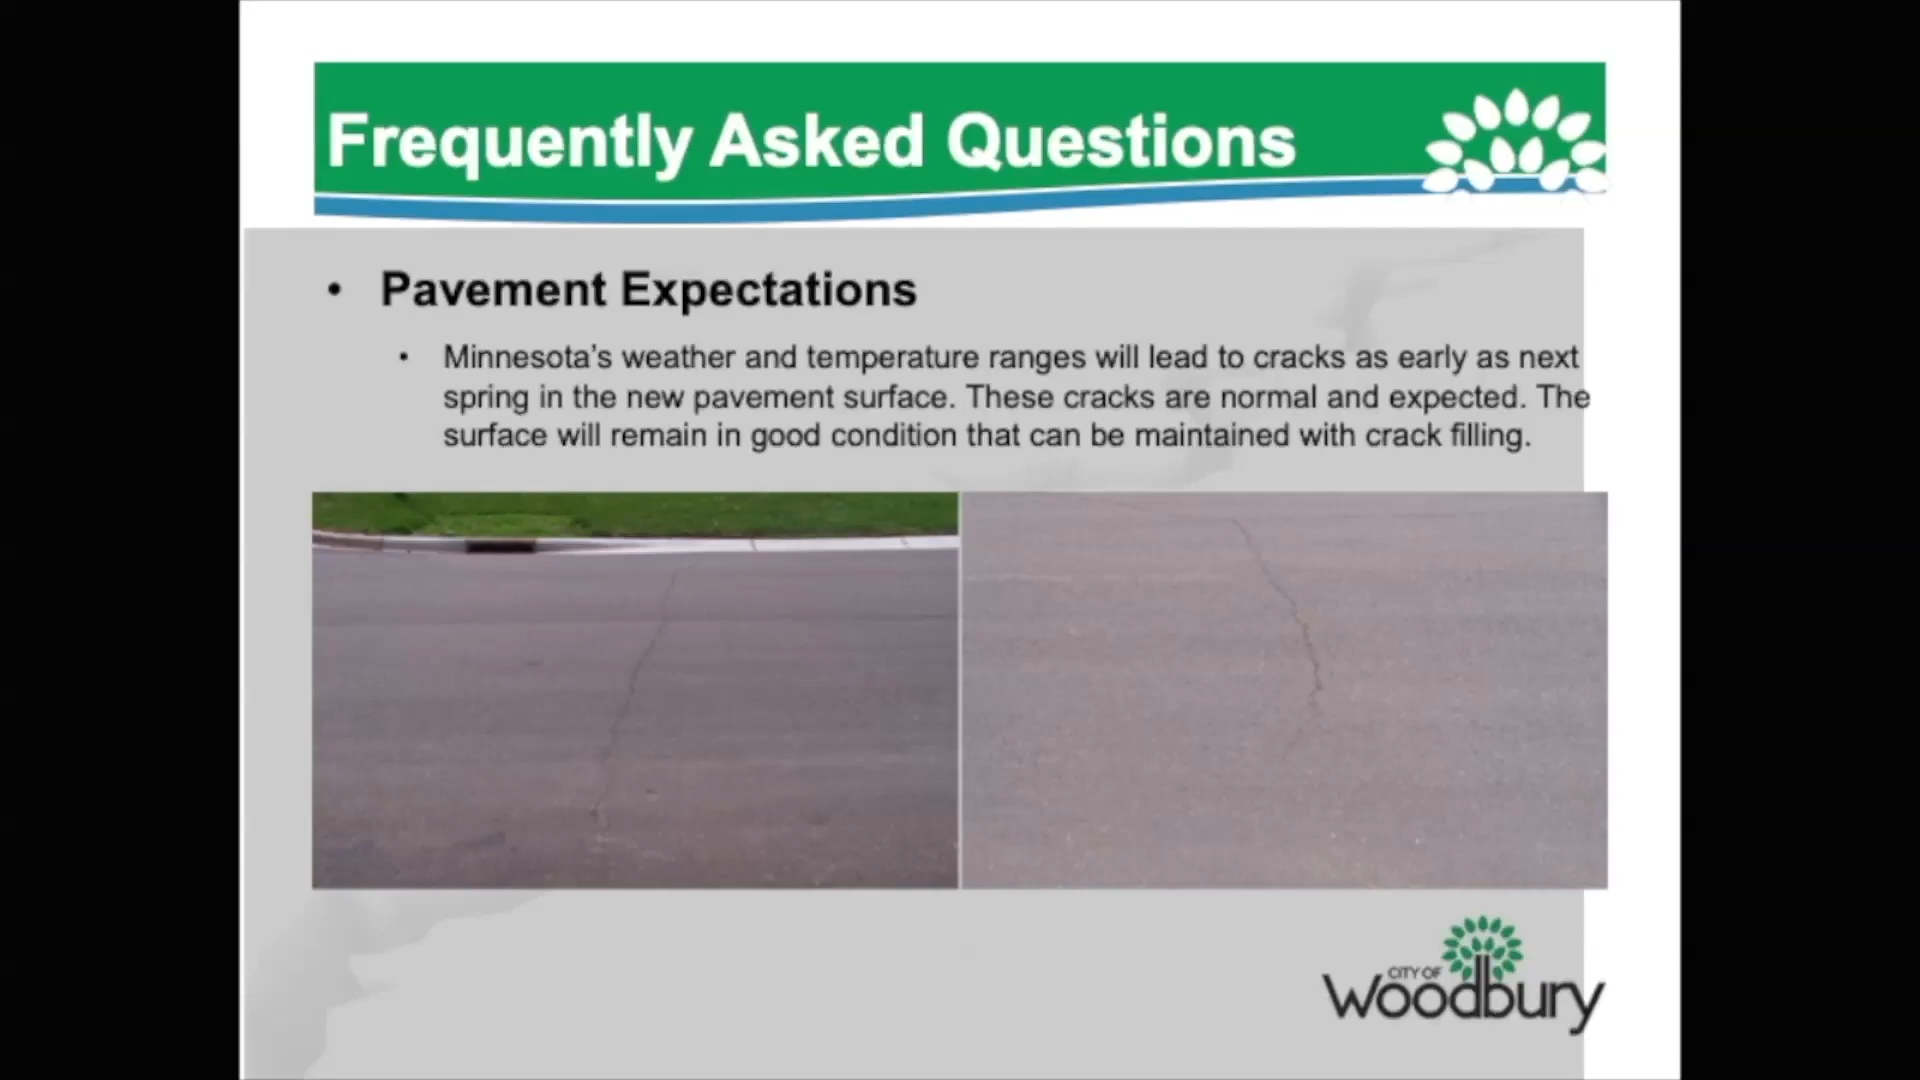 Frequently Asked Questions
• Pavement Expectations
• Minnesota’s weather and temperature ranges will lead to cracks as early as next
spring in the new pavement surface. These cracks are normal and expected. The
surface will remain in good condition that can be maintained with crack filling.
CITY OF
Woodbury